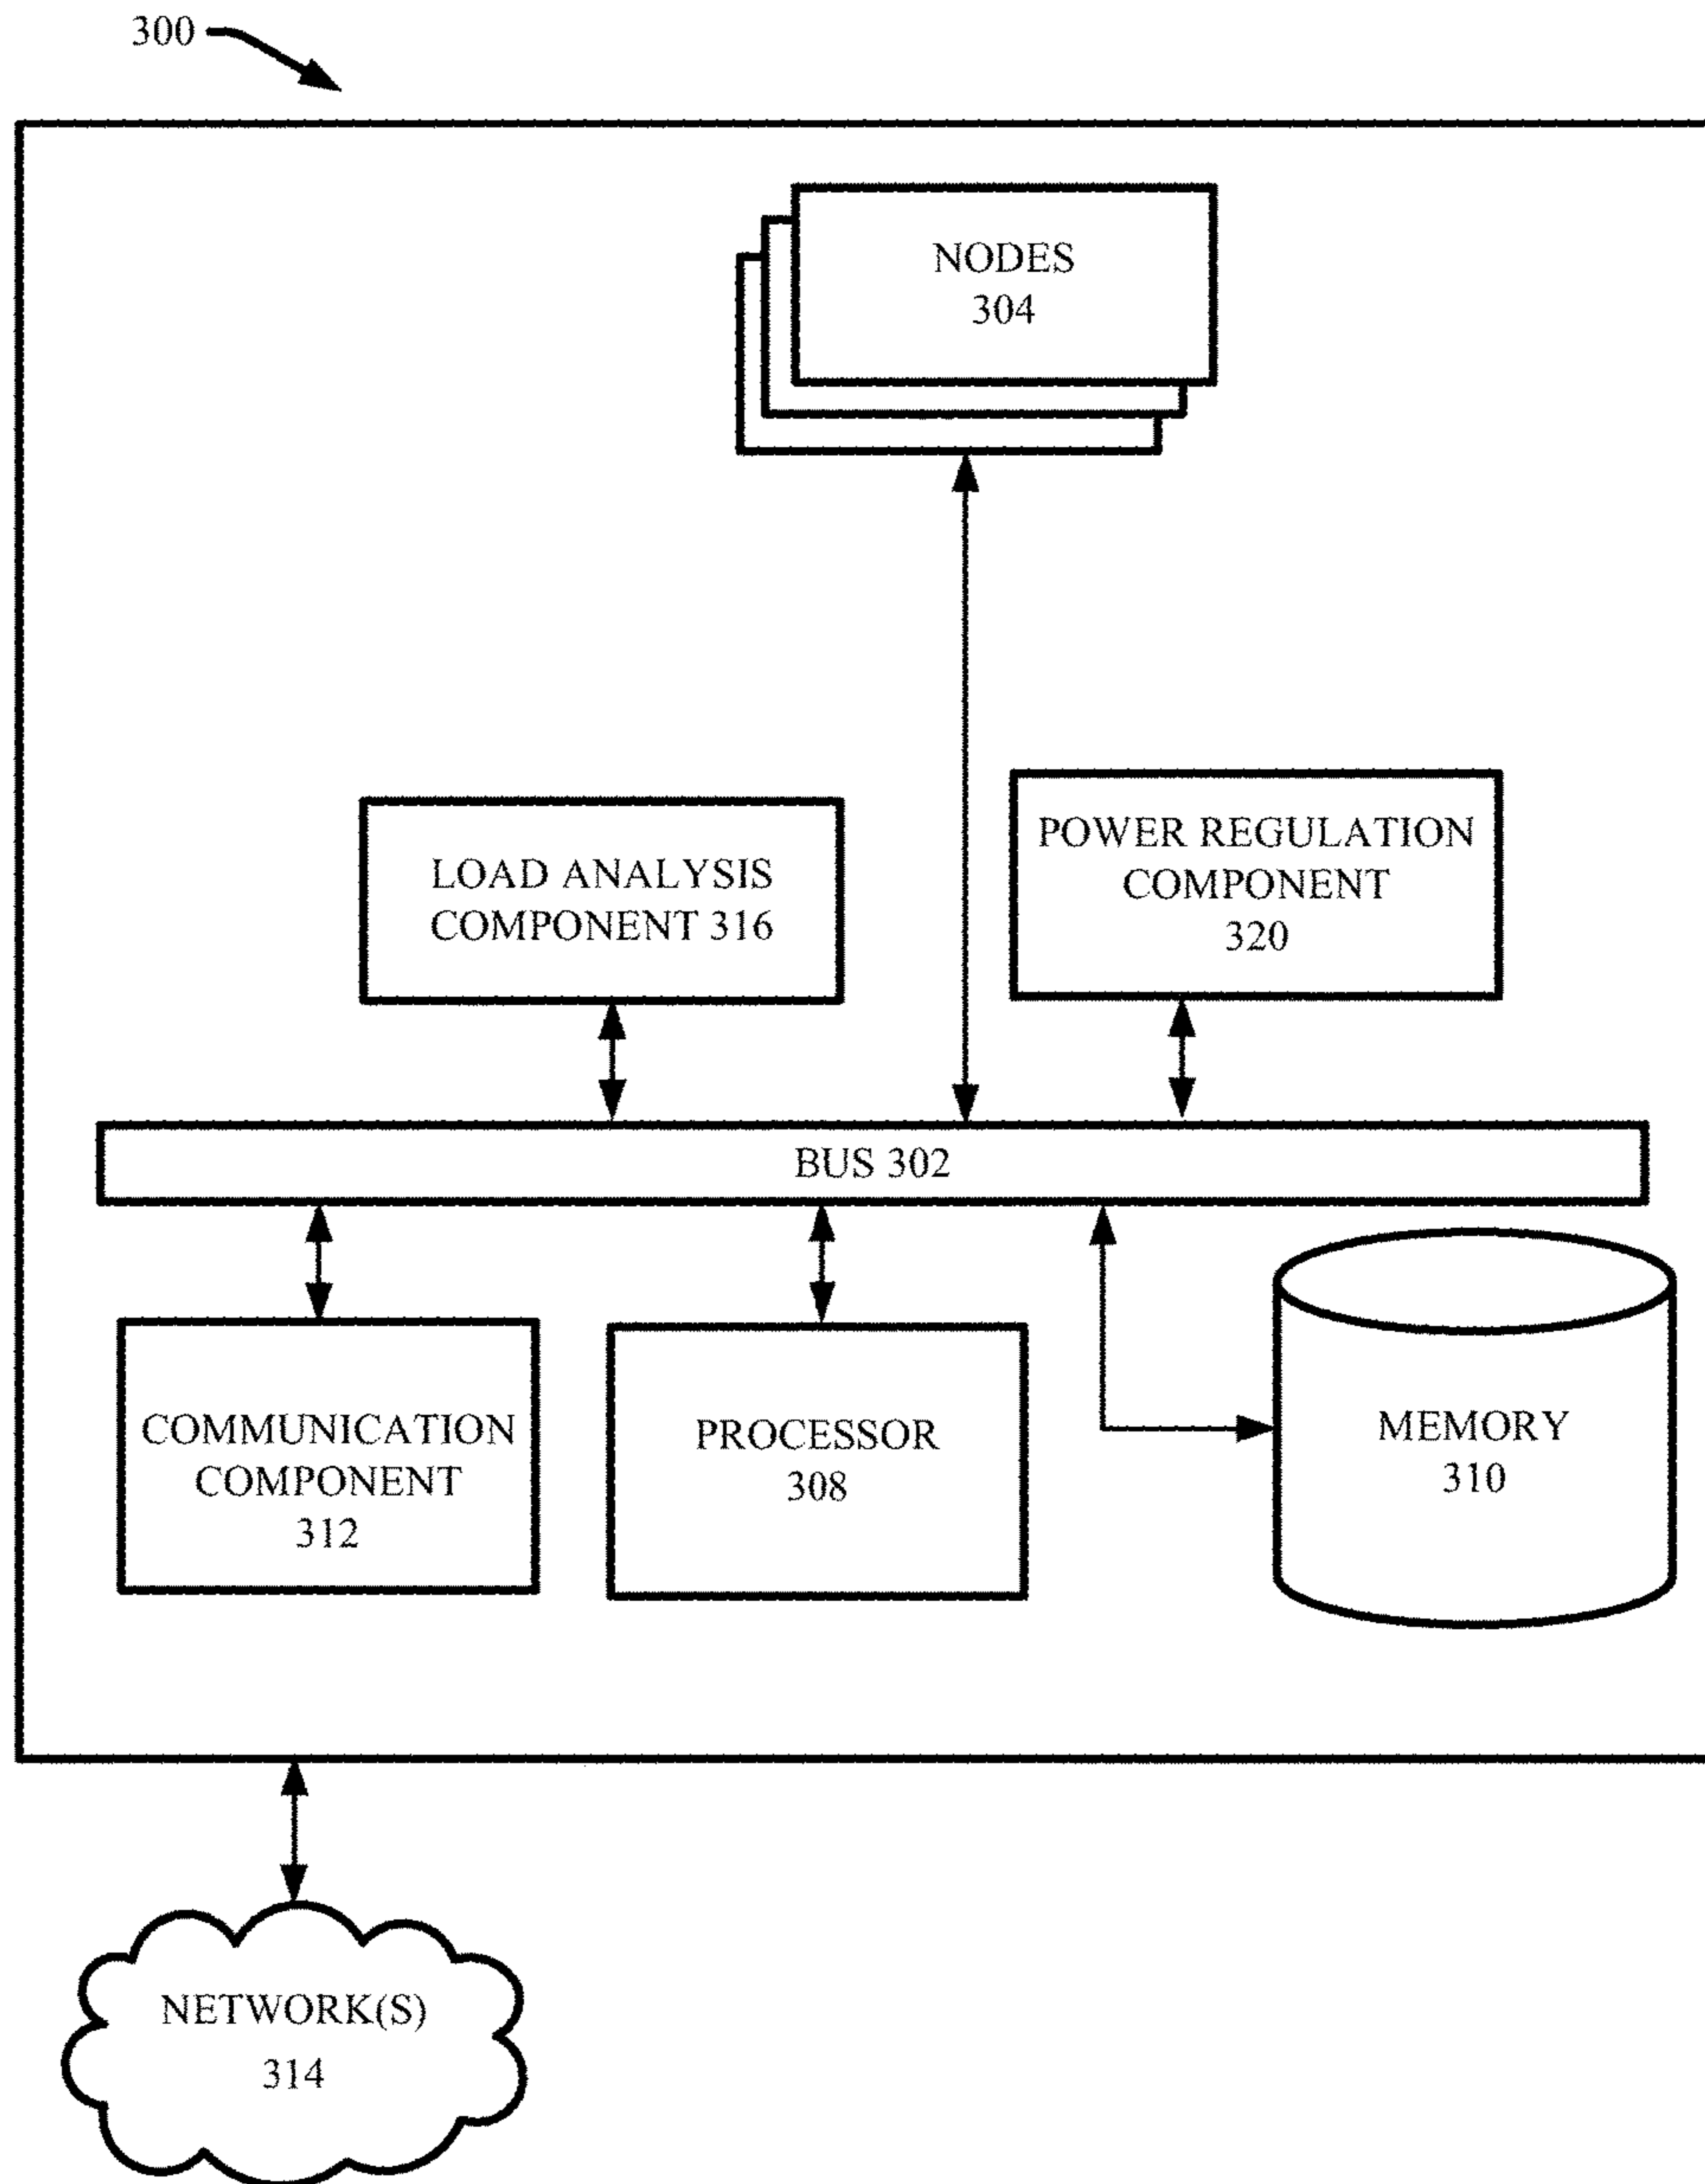 300
NODES
304
LOAD ANALYSIS
COMPONENT 316
POWER REGULATION
COMPONENT
320
BUS 302
COMMUNICATION
COMPONENT
312
PROCESSOR
308
MEMORY
310
NETWORK(S)
314